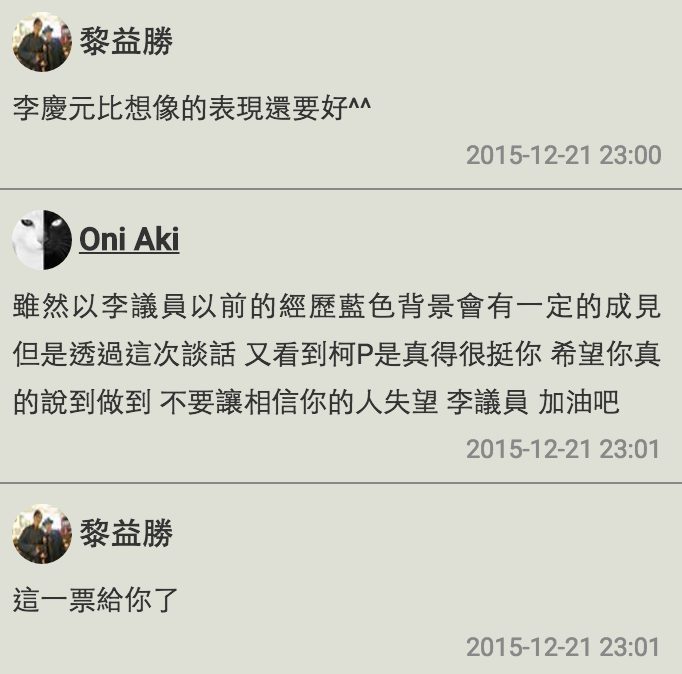 黎益勝
李慶元比想像的表現還要好^^
2015-12-21 23:00
Oni Aki
雖然以李議員以前的經歷藍色背景會有一定的成見
但是透過這次談話 又看到柯P是真得很挺你 希望你真
的說到做到 不要讓相信你的人失望 李議員 加油吧
2015-12-21 23:01
黎益勝
這一票給你了
2015-12-21 23:01